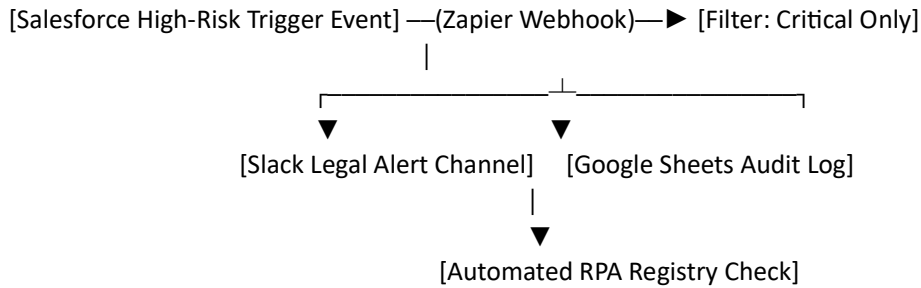 [Salesforce High-Risk Trigger Event] ──(Zapier Webhook)──► [Filter: Critical Only]
[Slack Legal Alert Channel] [Google Sheets Audit Log]
[Automated RPA Registry Check]